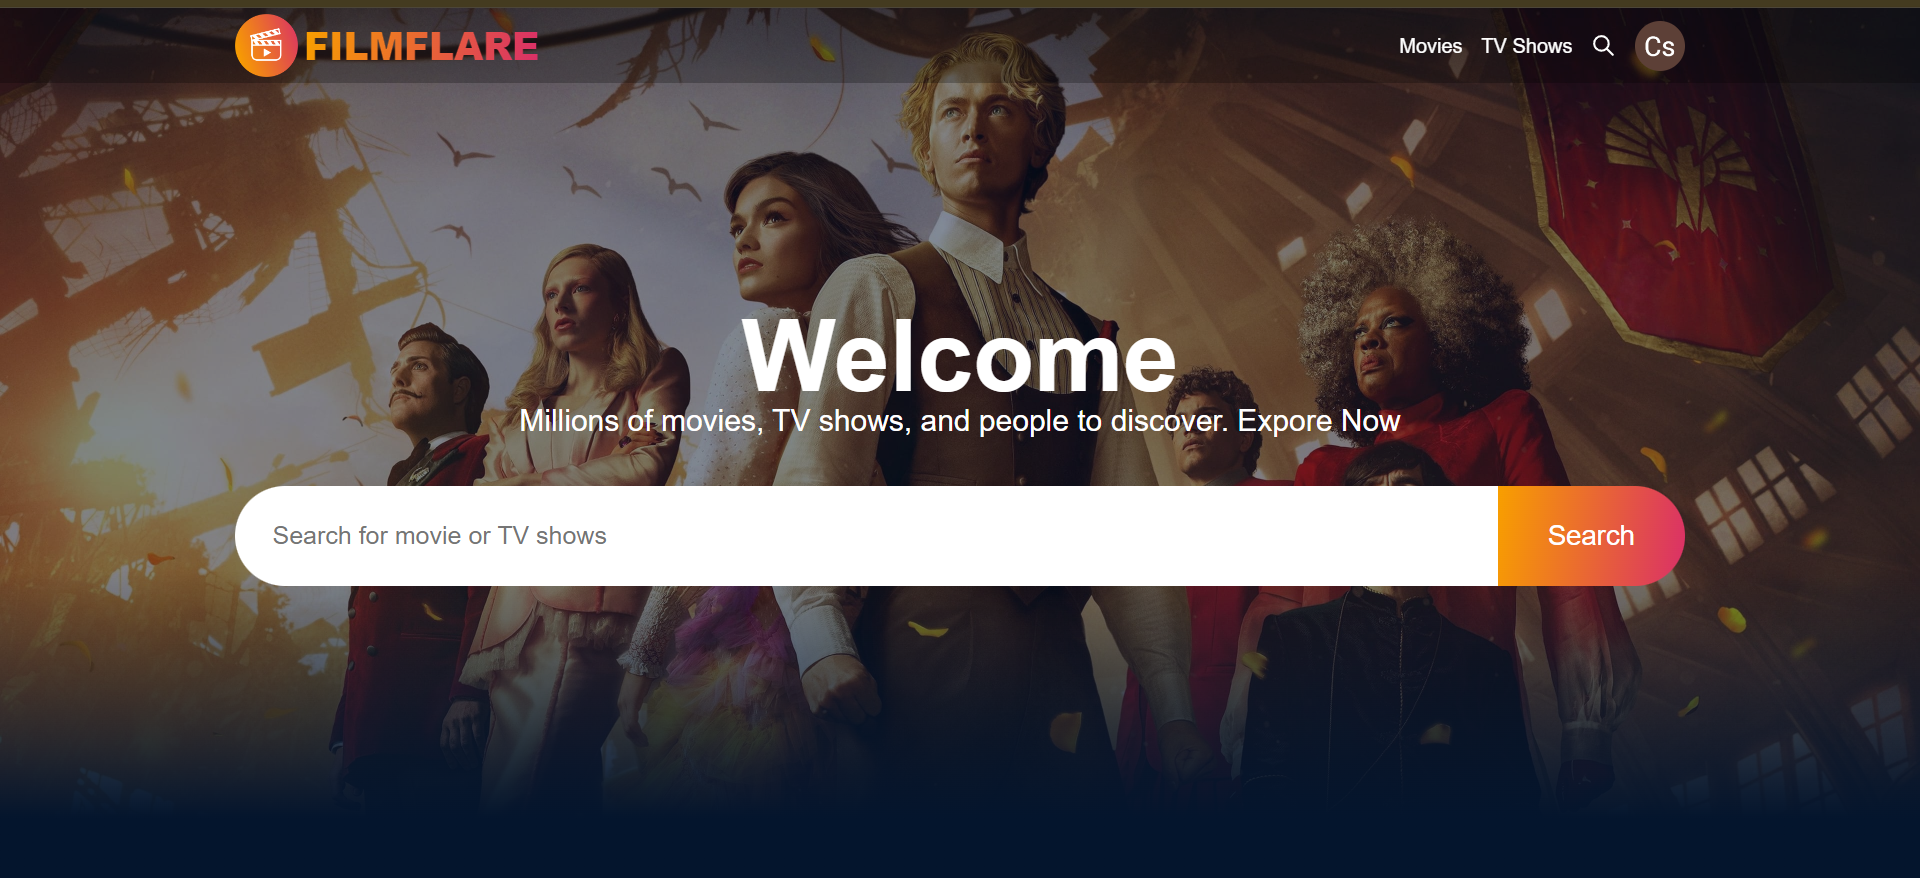 FILMFLARE
Movies TV Shows Cs
Welcome
Millions of movies, TV shows, and people to discover. Expore Now
Search for movie or TV shows Search